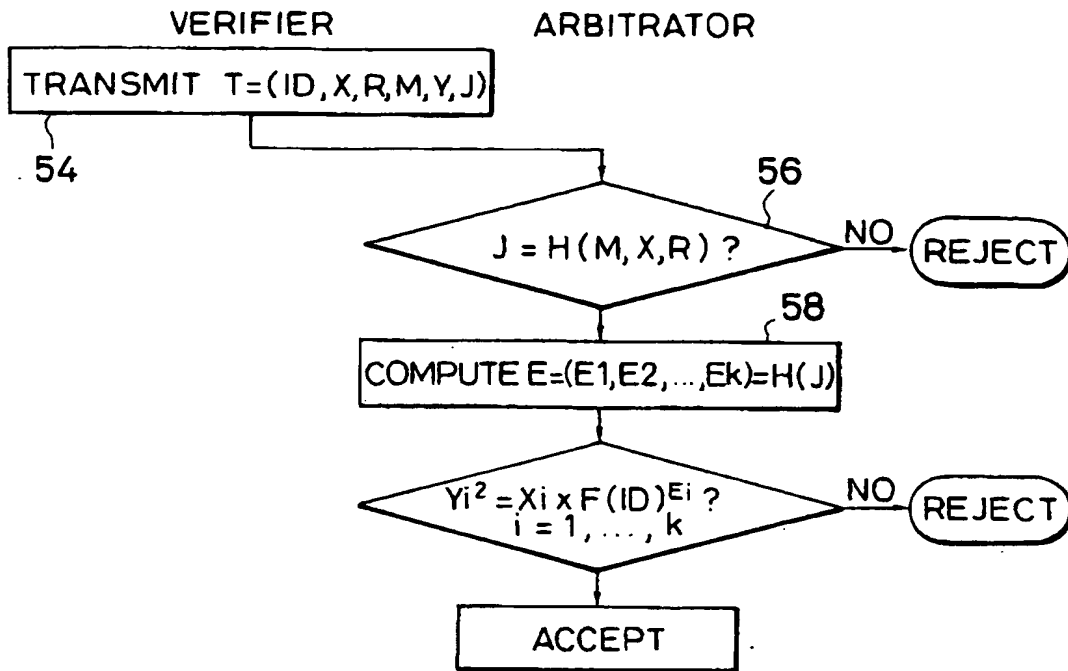 VERIFIER ARBITRATOR
TRANSMIT T=(ID,X,R,M,Y,J)
54
56
J = H(M,X,R) ?
NO
REJECT
58
COMPUTE E=(E1,E2,...,Ek)=H(J)
Yi² = Xi x F(ID)^Ei ?
i = 1, ..., k
NO
REJECT
ACCEPT